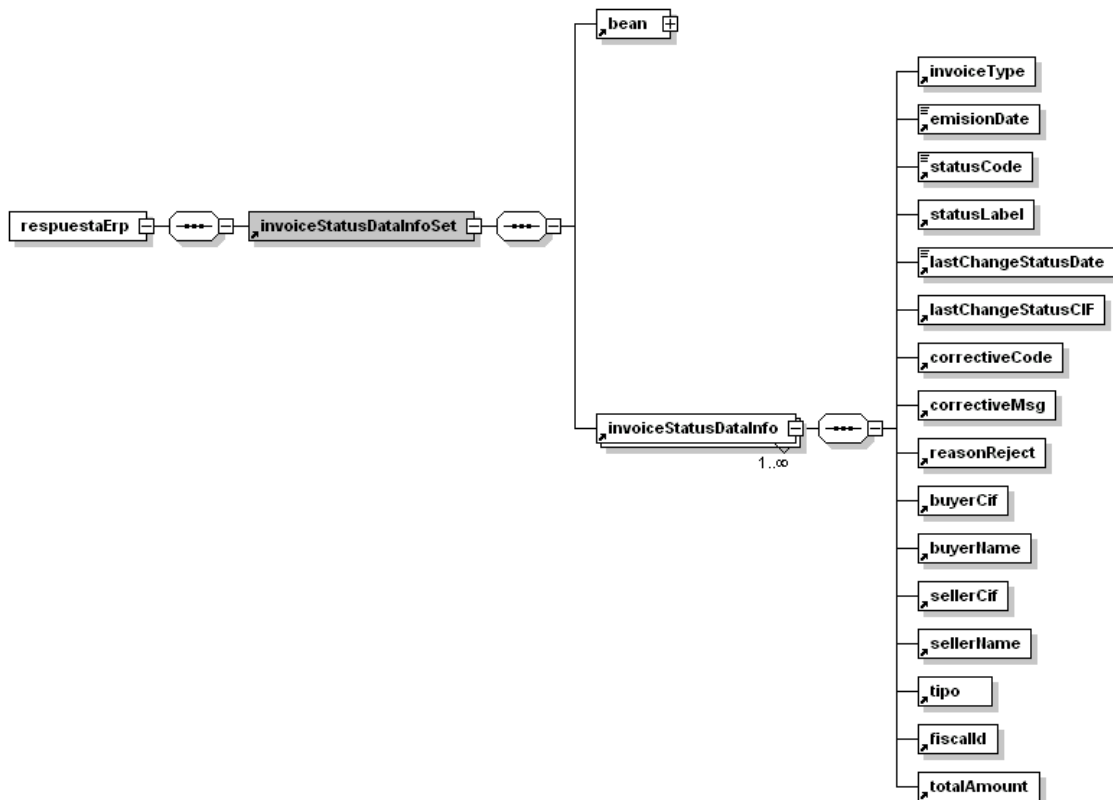 bean
invoiceType
emisionDate
statusCode
statusLabel
respuestaErp
invoiceStatusDataInfoSet
lastChangeStatusDate
lastChangeStatusCIF
correctiveCode
correctiveMsg
invoiceStatusDataInfo
1..∞
reasonReject
buyerCif
buyerName
sellerCif
sellerName
tipo
fiscalId
totalAmount